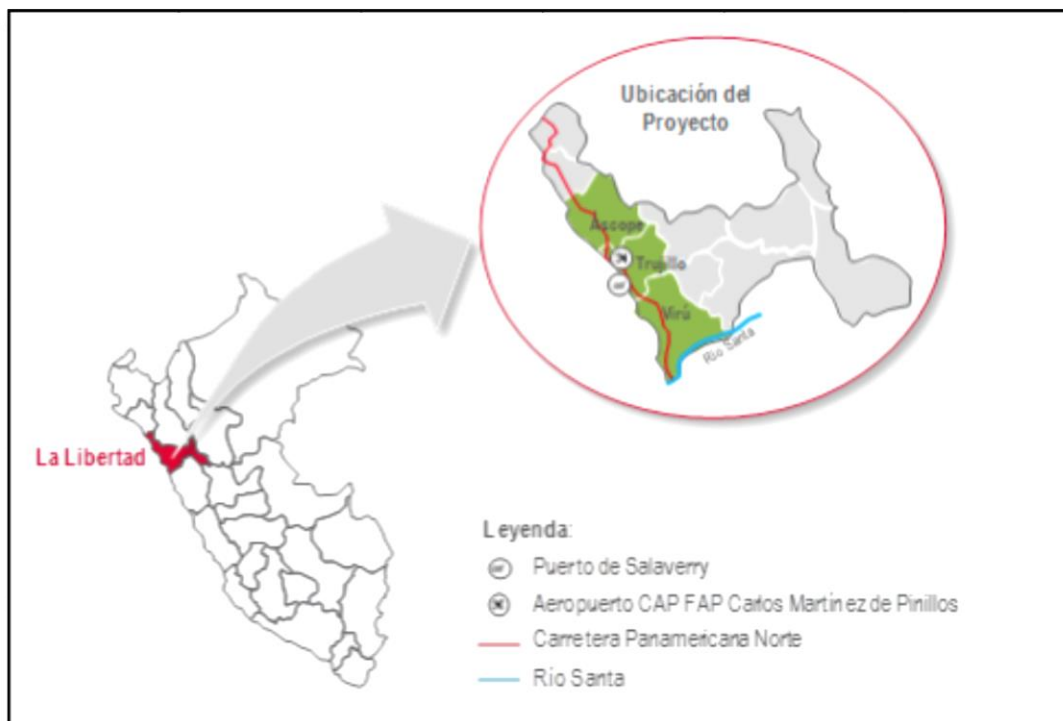 Ubicación del
Proyecto
Ascope
Trujillo
Virú
Río Santa
La Libertad
Leyenda:
Puerto de Salaverry
Aeropuerto CAP FAP Carlos Martínez de Pinillos
Carretera Panamericana Norte
Río Santa